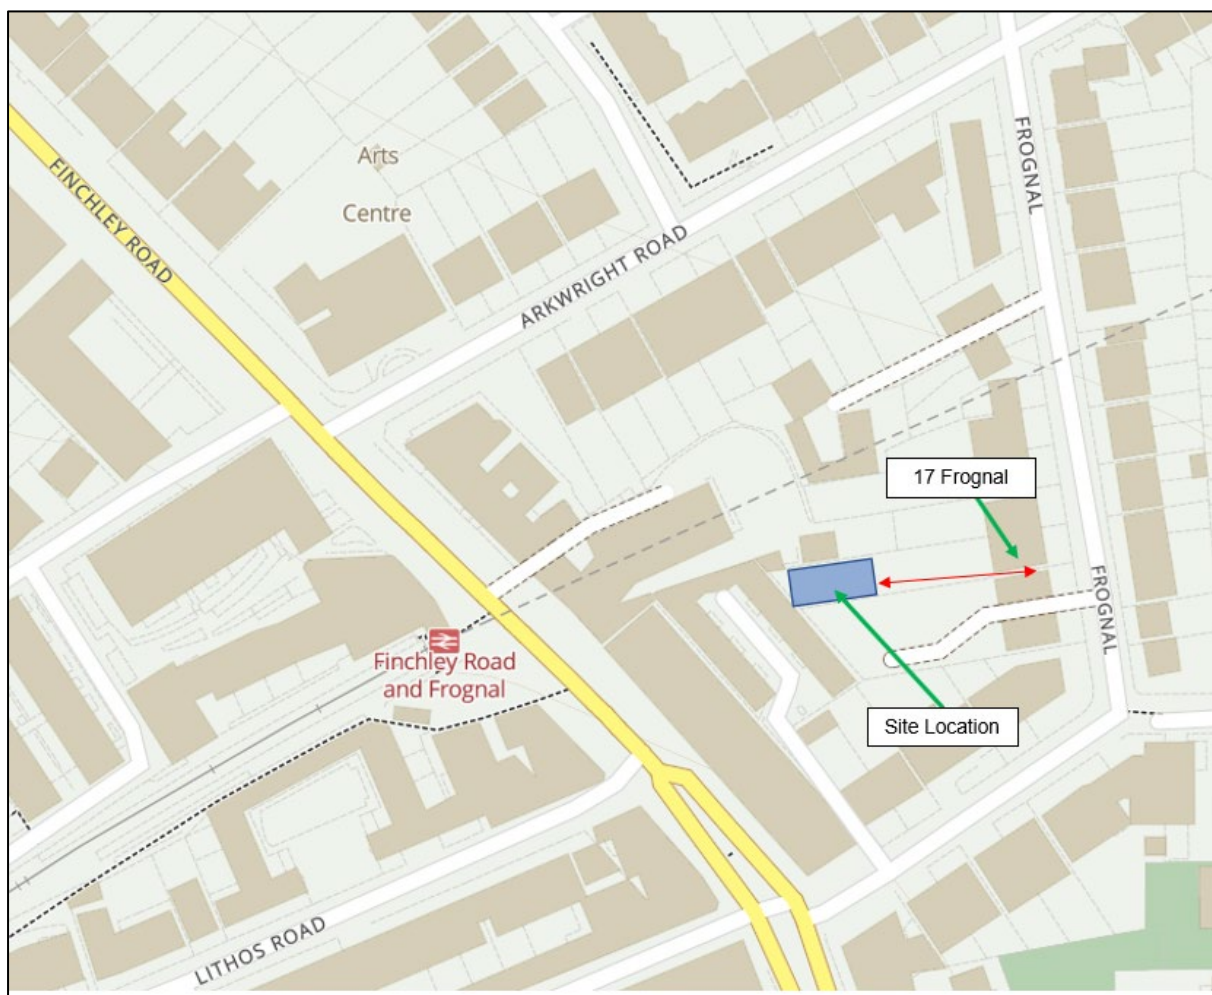 Arts
Centre
FINCHLEY ROAD
FROGNAL
ARKWRIGHT ROAD
17 Frognal
FROGNAL
Finchley Road
and Frognal
Site Location
LITHOS ROAD